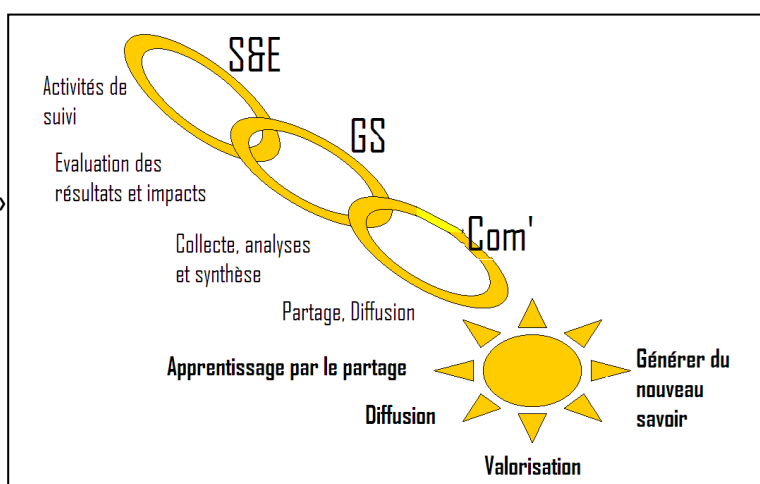 S&E
Activités de
suivi
GS
Evaluation des
résultats et impacts
Com'
Collecte, analyses
et synthèse
Partage, Diffusion
Apprentissage par le partage
Générer du
nouveau
savoir
Diffusion
Valorisation